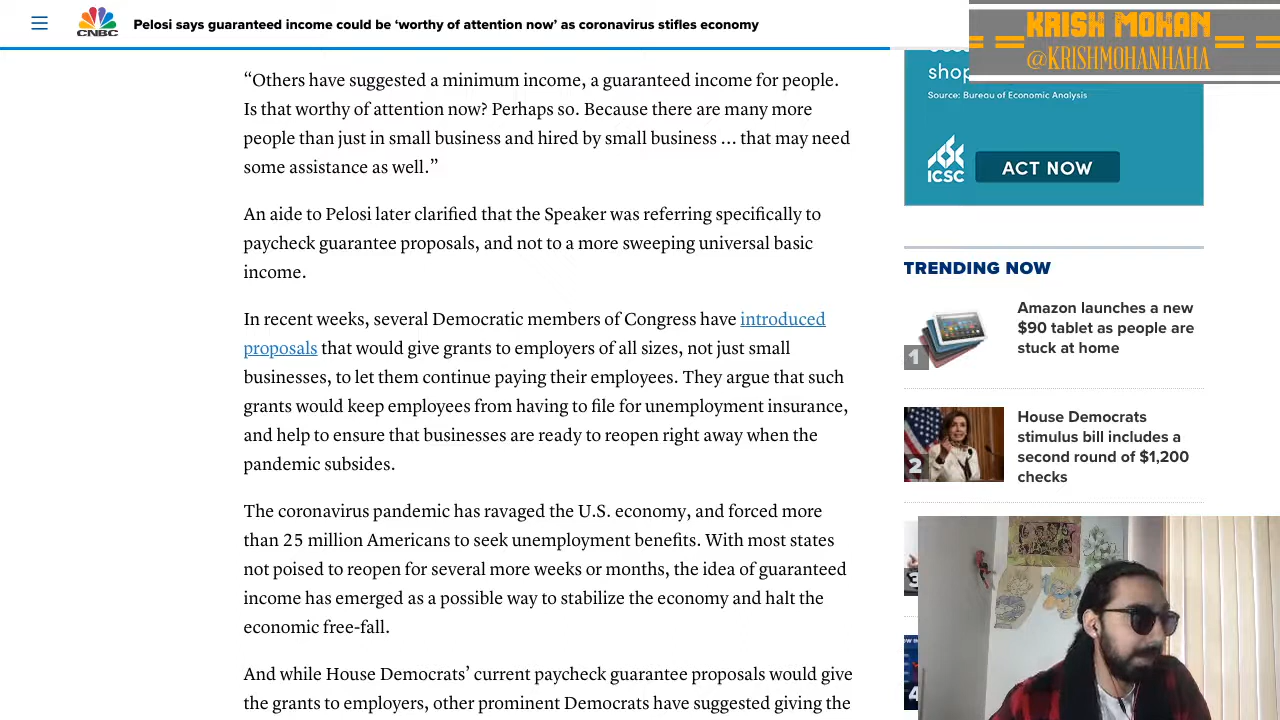 CNBC
Pelosi says guaranteed income could be ‘worthy of attention now’ as coronavirus stifles economy
KRISH MOHAN
@KRISHMOHANHAHA
“Others have suggested a minimum income, a guaranteed income for people.
Is that worthy of attention now? Perhaps so. Because there are many more
people than just in small business and hired by small business … that may need
some assistance as well.”
An aide to Pelosi later clarified that the Speaker was referring specifically to
paycheck guarantee proposals, and not to a more sweeping universal basic
income.
In recent weeks, several Democratic members of Congress have introduced
proposals that would give grants to employers of all sizes, not just small
businesses, to let them continue paying their employees. They argue that such
grants would keep employees from having to file for unemployment insurance,
and help to ensure that businesses are ready to reopen right away when the
pandemic subsides.
The coronavirus pandemic has ravaged the U.S. economy, and forced more
than 25 million Americans to seek unemployment benefits. With most states
not poised to reopen for several more weeks or months, the idea of guaranteed
income has emerged as a possible way to stabilize the economy and halt the
economic free-fall.
And while House Democrats’ current paycheck guarantee proposals would give
the grants to employers, other prominent Democrats have suggested giving the
shop
Source: Bureau of Economic Analysis
ICSC
ACT NOW
TRENDING NOW
1
Amazon launches a new
$90 tablet as people are
stuck at home
2
House Democrats
stimulus bill includes a
second round of $1,200
checks
3
4